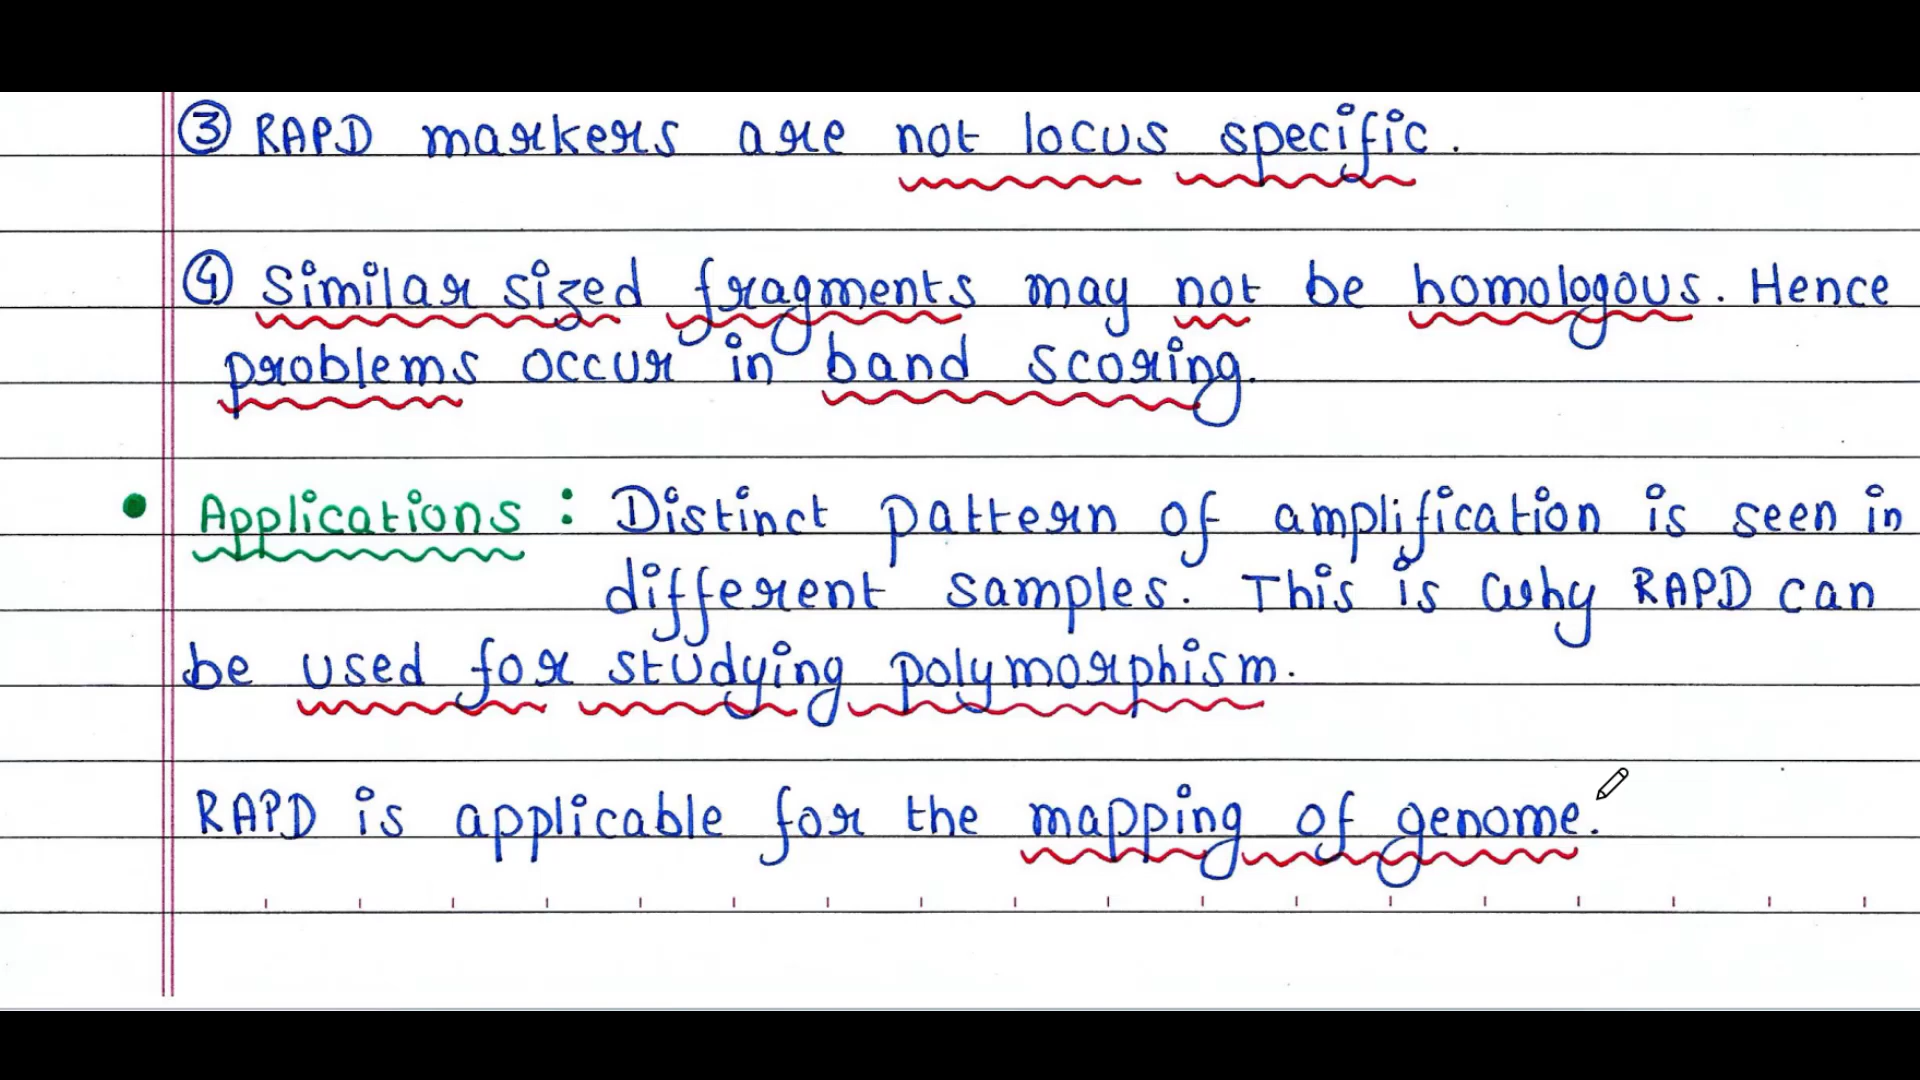 ③ RAPD markers are not locus specific.
④ Similar sized fragments may not be homologous. Hence
problems occur in band scoring.
• Applications : Distinct pattern of amplification is seen in
different samples. This is why RAPD can
be used for studying polymorphism.
RAPD is applicable for the mapping of genome.